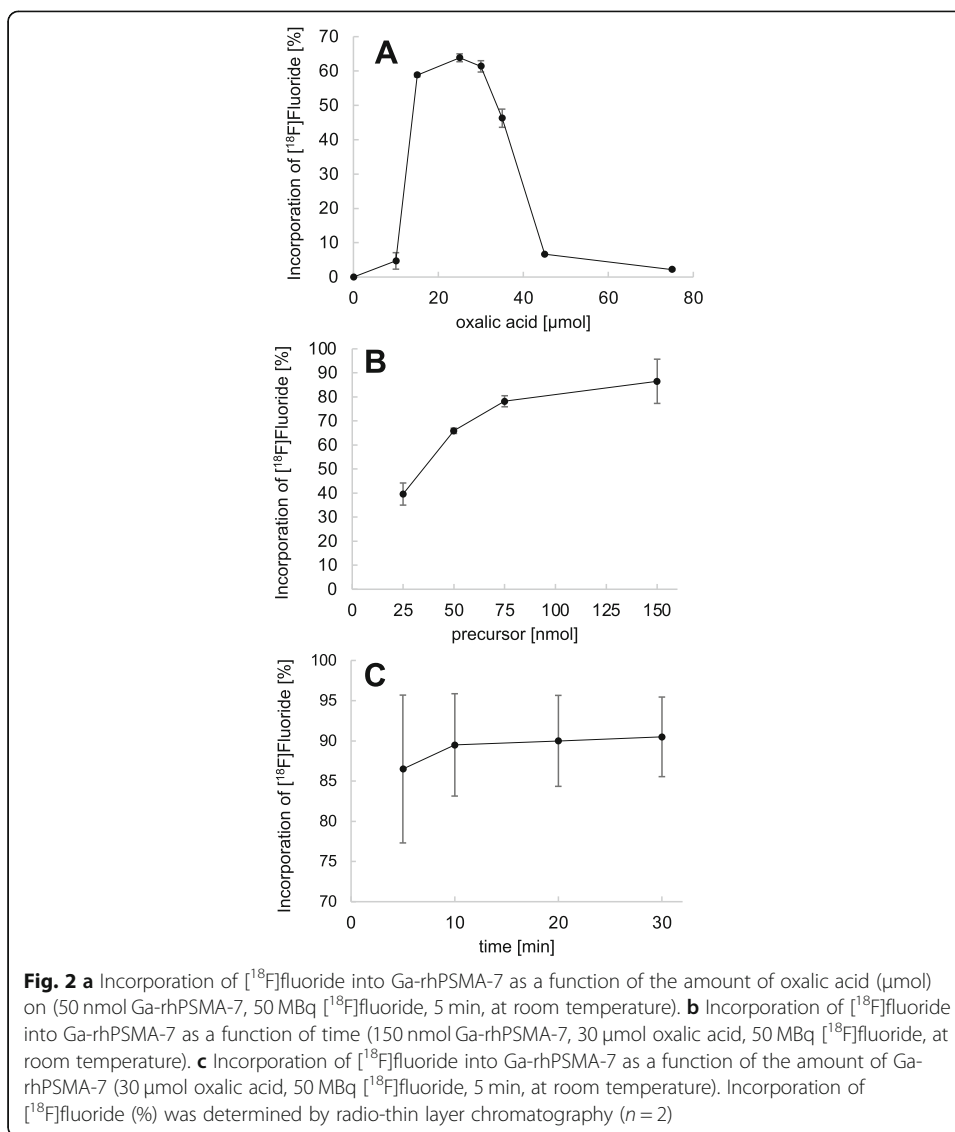 A
Incorporation of [¹⁸F]Fluoride [%]
70
60
50
40
30
20
10
0
0 20 40 60 80
oxalic acid [µmol]
B
Incorporation of [¹⁸F]Fluoride [%]
100
90
80
70
60
50
40
30
20
10
0
0 25 50 75 100 125 150
precursor [nmol]
C
Incorporation of [¹⁸F]Fluoride [%]
100
95
90
85
80
75
70
0 10 20 30
time [min]
Fig. 2 a Incorporation of [¹⁸F]fluoride into Ga-rhPSMA-7 as a function of the amount of oxalic acid (µmol)
on (50 nmol Ga-rhPSMA-7, 50 MBq [¹⁸F]fluoride, 5 min, at room temperature). b Incorporation of [¹⁸F]fluoride
into Ga-rhPSMA-7 as a function of time (150 nmol Ga-rhPSMA-7, 30 µmol oxalic acid, 50 MBq [¹⁸F]fluoride, at
room temperature). c Incorporation of [¹⁸F]fluoride into Ga-rhPSMA-7 as a function of the amount of Ga-
rhPSMA-7 (30 µmol oxalic acid, 50 MBq [¹⁸F]fluoride, 5 min, at room temperature). Incorporation of
[¹⁸F]fluoride (%) was determined by radio-thin layer chromatography (n = 2)